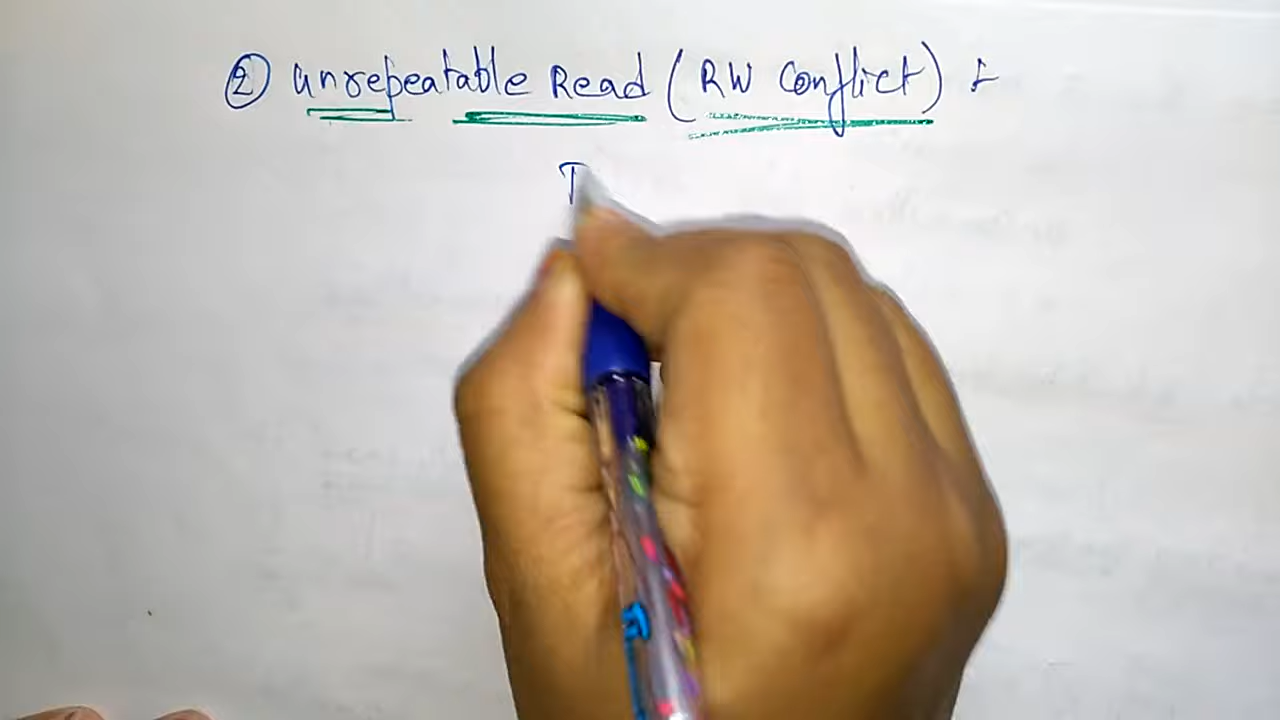 ② unrepeatable Read (RW Conflict) :-
T